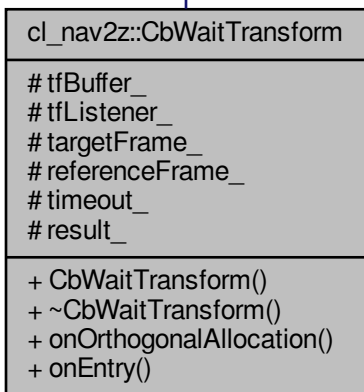 cl_nav2z::CbWaitTransform
# tfBuffer_
# tfListener_
# targetFrame_
# referenceFrame_
# timeout_
# result_
+ CbWaitTransform()
+ ~CbWaitTransform()
+ onOrthogonalAllocation()
+ onEntry()